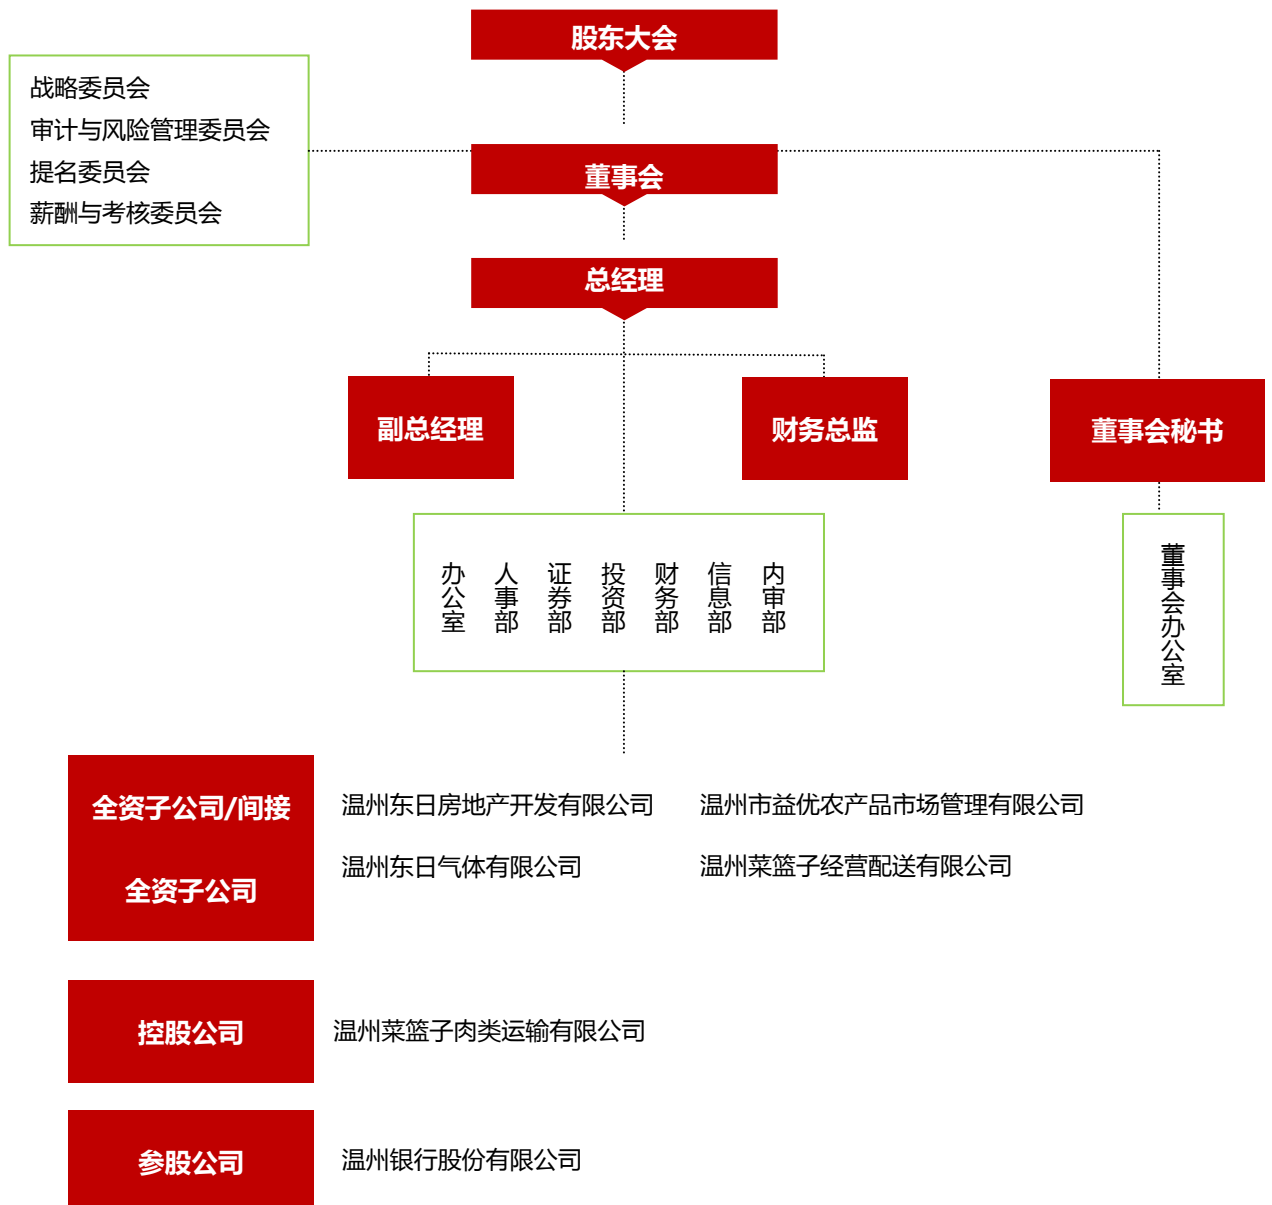 股东大会
战略委员会
审计与风险管理委员会
提名委员会
薪酬与考核委员会
董事会
总经理
副总经理
财务总监
董事会秘书
办公室
人事部
证券部
投资部
财务部
信息部
内审部
董事会办公室
全资子公司/间接
全资子公司
温州东日房地产开发有限公司
温州市益优农产品市场管理有限公司
温州东日气体有限公司
温州菜篮子经营配送有限公司
控股公司
温州菜篮子肉类运输有限公司
参股公司
温州银行股份有限公司